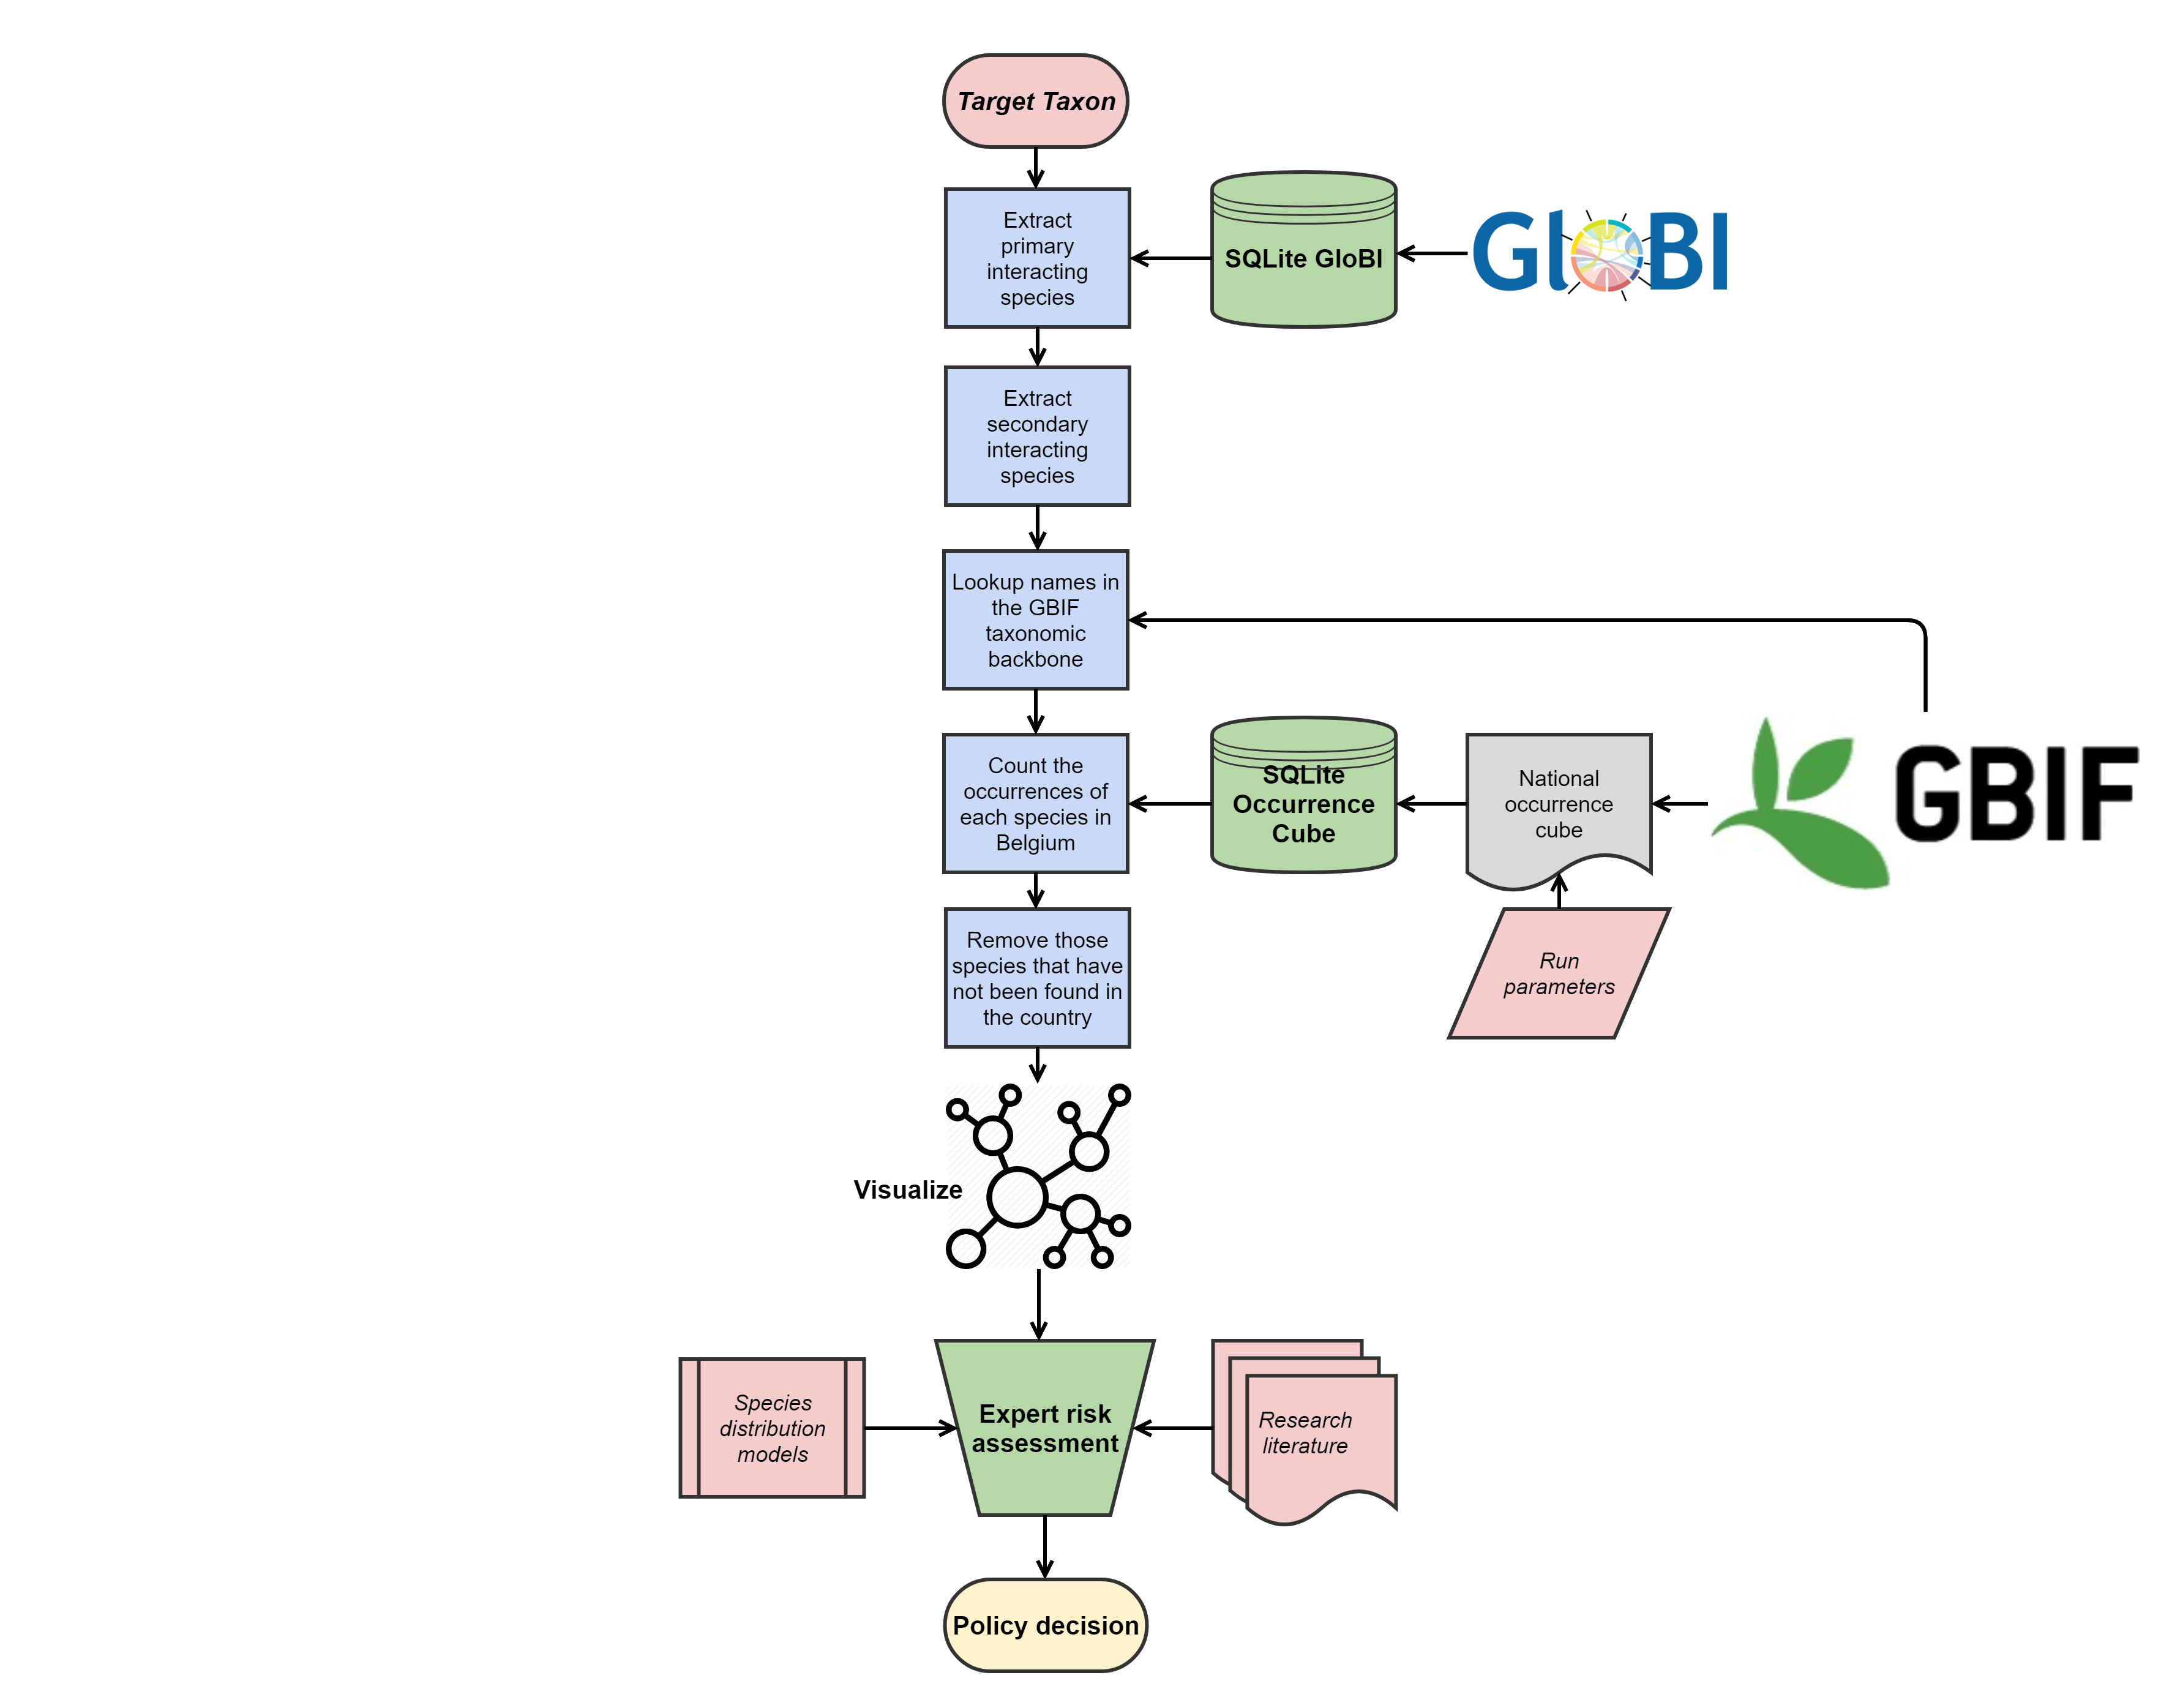 Target Taxon
Extract
primary
interacting
species
SQLite GloBI
GloBI
Extract
secondary
interacting
species
Lookup names in
the GBIF
taxonomic
backbone
Count the
occurrences of
each species in
Belgium
SQLite
Occurrence
Cube
National
occurrence
cube
GBIF
Remove those
species that have
not been found in
the country
Run
parameters
Visualize
Species
distribution
models
Expert risk
assessment
Research
literature
Policy decision